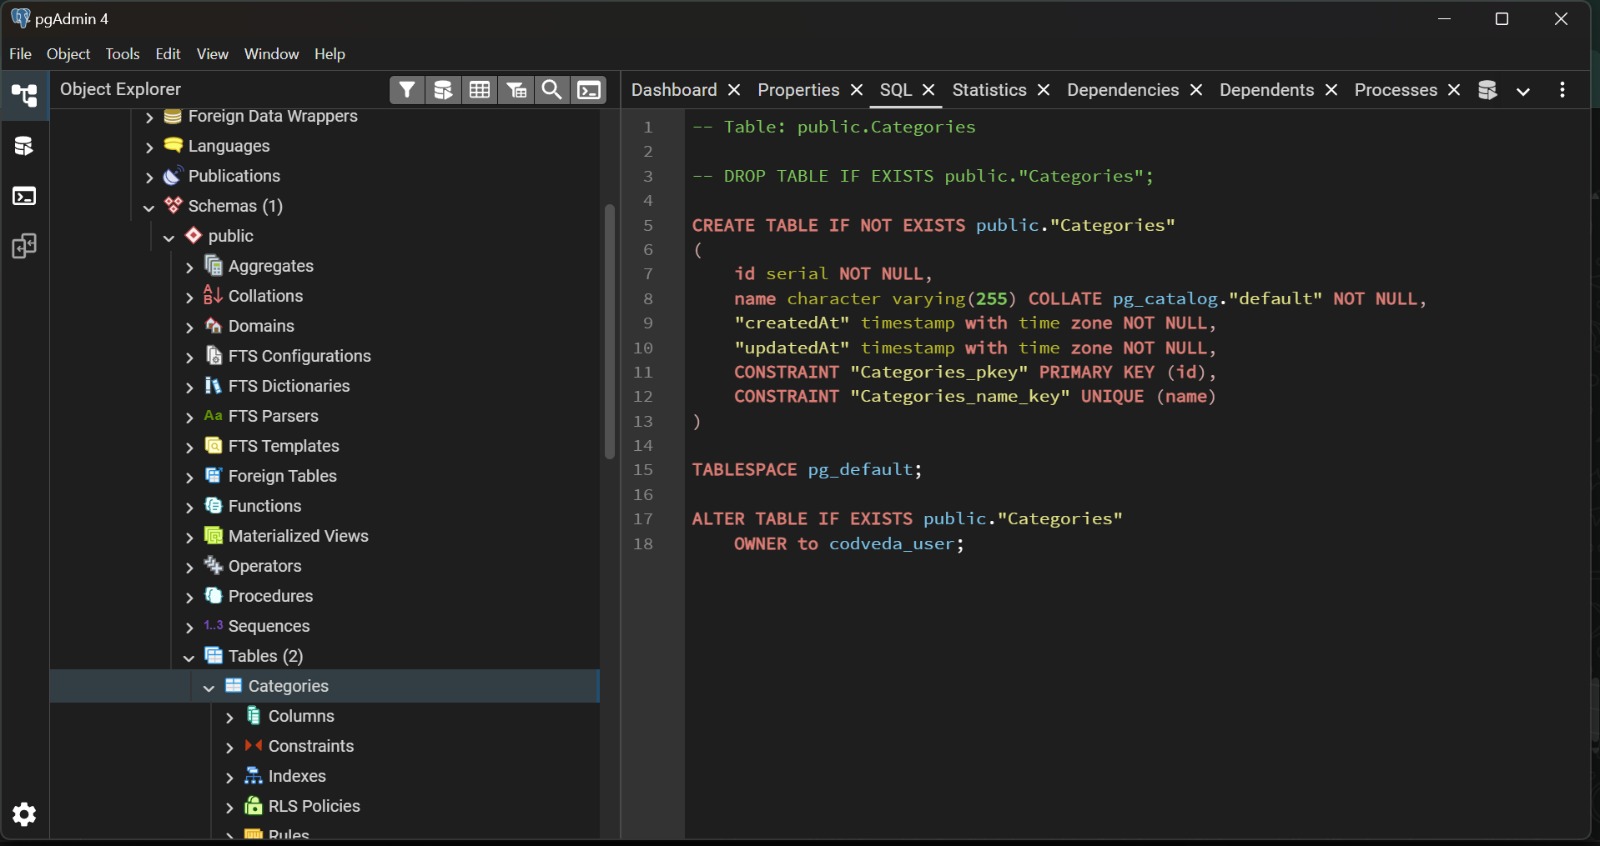 pgAdmin 4
File Object Tools Edit View Window Help
Object Explorer
Dashboard Properties SQL Statistics Dependencies Dependents Processes
Foreign Data Wrappers
Languages
Publications
Schemas (1)
public
Aggregates
Collations
Domains
FTS Configurations
FTS Dictionaries
Aa FTS Parsers
FTS Templates
Foreign Tables
Functions
Materialized Views
Operators
Procedures
1..3 Sequences
Tables (2)
Categories
Columns
Constraints
Indexes
RLS Policies
Rules
1 -- Table: public.Categories
2
3 -- DROP TABLE IF EXISTS public."Categories";
4
5 CREATE TABLE IF NOT EXISTS public."Categories"
6 (
7     id serial NOT NULL,
8     name character varying(255) COLLATE pg_catalog."default" NOT NULL,
9     "createdAt" timestamp with time zone NOT NULL,
10     "updatedAt" timestamp with time zone NOT NULL,
11     CONSTRAINT "Categories_pkey" PRIMARY KEY (id),
12     CONSTRAINT "Categories_name_key" UNIQUE (name)
13 )
14
15 TABLESPACE pg_default;
16
17 ALTER TABLE IF EXISTS public."Categories"
18     OWNER to codveda_user;